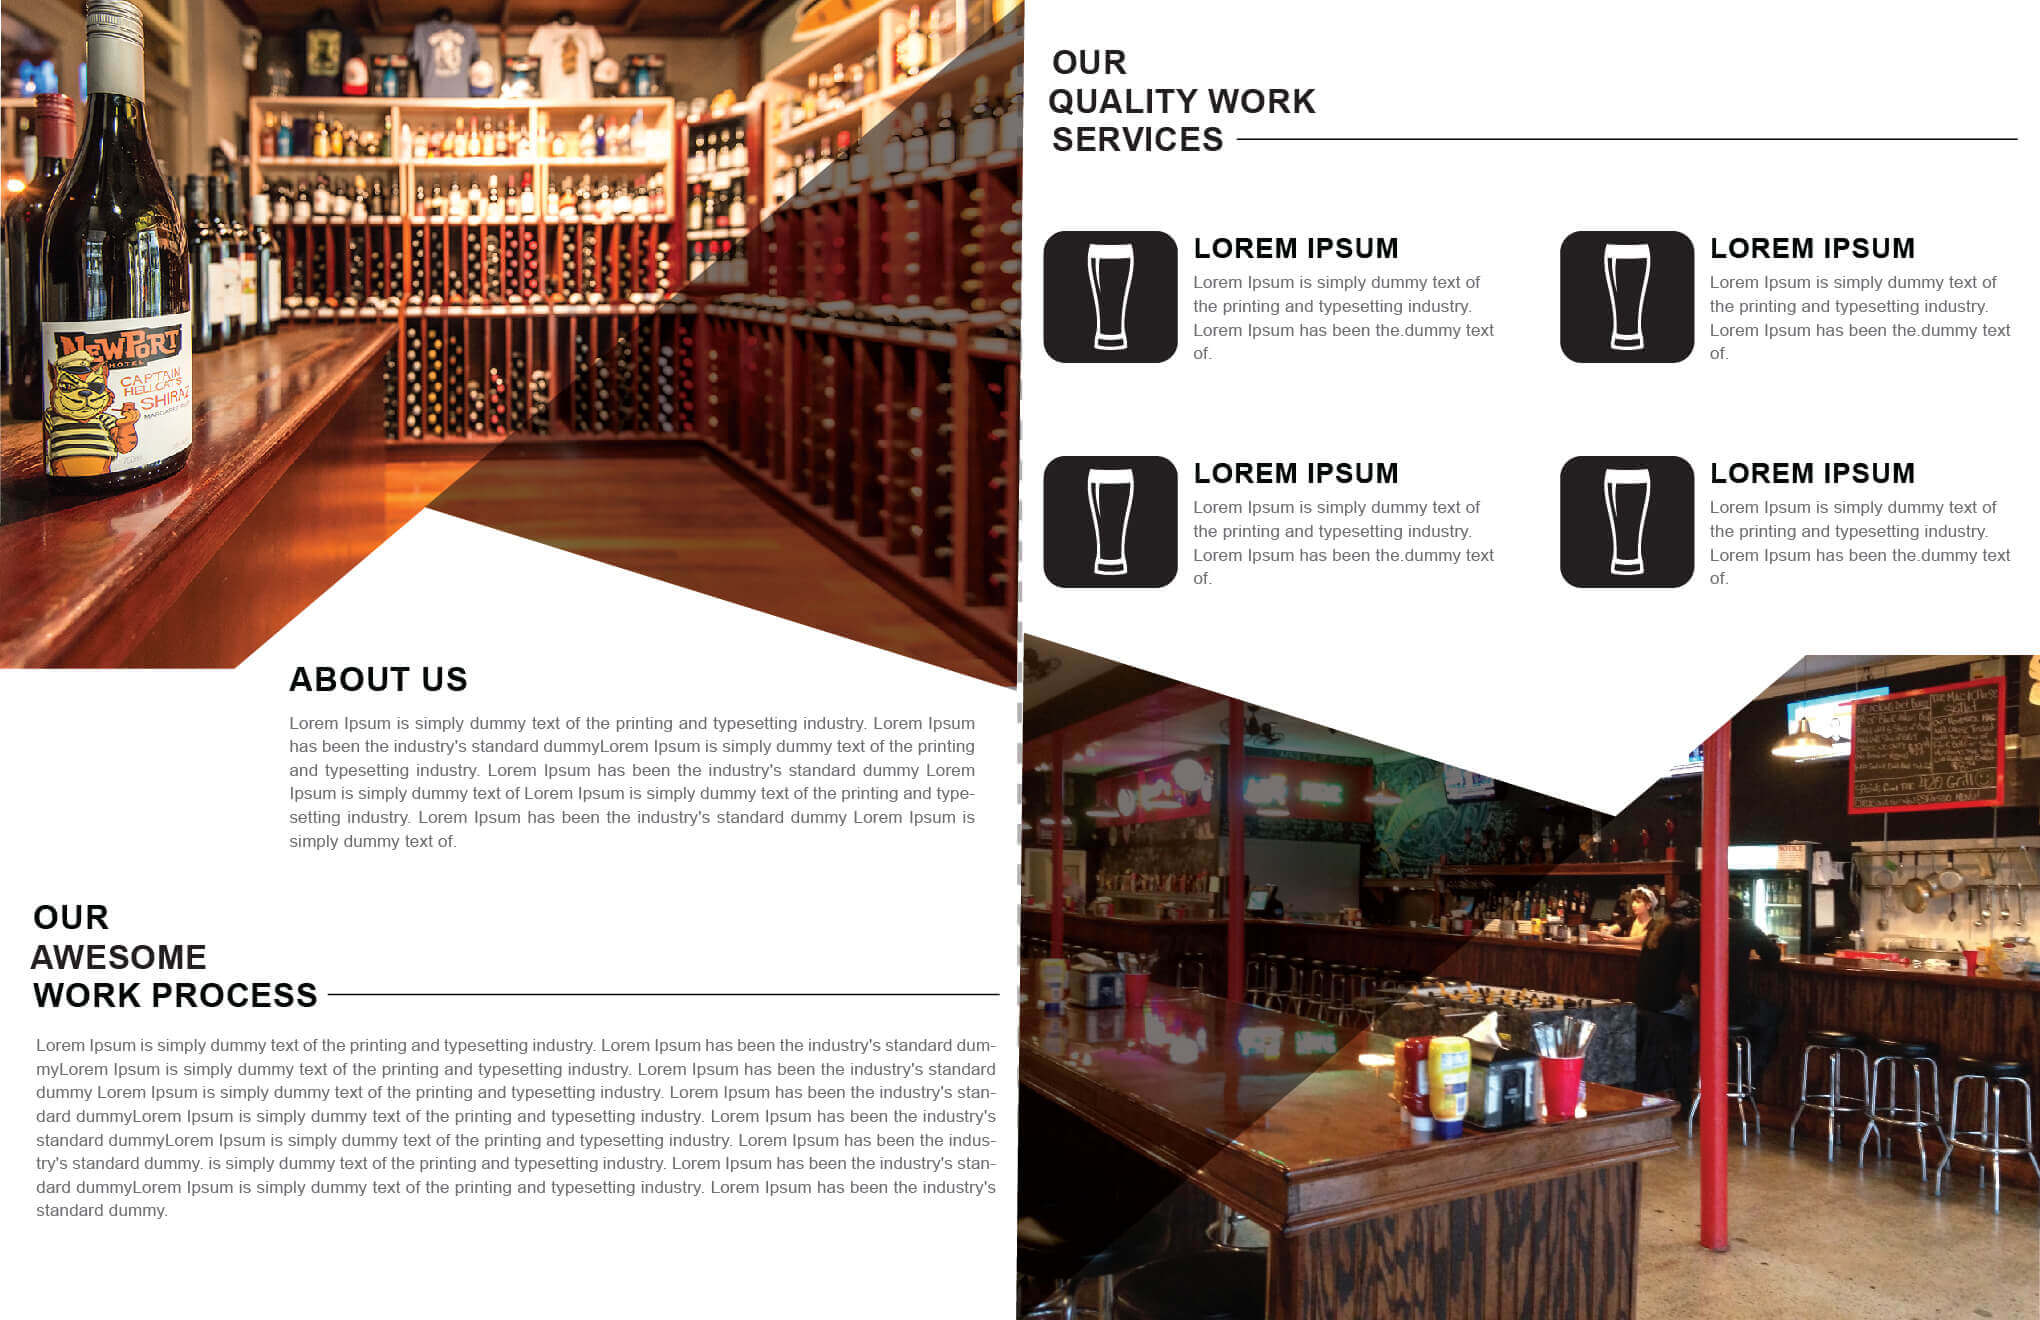 NEWPORT
HOTEL
CAPTAIN
HELLCAT'S
SHIRAZ
ABOUT US
Lorem Ipsum is simply dummy text of the printing and typesetting industry. Lorem Ipsum
has been the industry's standard dummyLorem Ipsum is simply dummy text of the printing
and typesetting industry. Lorem Ipsum has been the industry's standard dummy Lorem
Ipsum is simply dummy text of Lorem Ipsum is simply dummy text of the printing and type-
setting industry. Lorem Ipsum has been the industry's standard dummy Lorem Ipsum is
simply dummy text of.
OUR
AWESOME
WORK PROCESS
Lorem Ipsum is simply dummy text of the printing and typesetting industry. Lorem Ipsum has been the industry's standard dum-
myLorem Ipsum is simply dummy text of the printing and typesetting industry. Lorem Ipsum has been the industry's standard
dummy Lorem Ipsum is simply dummy text of the printing and typesetting industry. Lorem Ipsum has been the industry's stan-
dard dummyLorem Ipsum is simply dummy text of the printing and typesetting industry. Lorem Ipsum has been the industry's
standard dummyLorem Ipsum is simply dummy text of the printing and typesetting industry. Lorem Ipsum has been the indus-
try's standard dummy. is simply dummy text of the printing and typesetting industry. Lorem Ipsum has been the industry's stan-
dard dummyLorem Ipsum is simply dummy text of the printing and typesetting industry. Lorem Ipsum has been the industry's
standard dummy.
OUR
QUALITY WORK
SERVICES
LOREM IPSUM
Lorem Ipsum is simply dummy text of
the printing and typesetting industry.
Lorem Ipsum has been the.dummy text
of.
LOREM IPSUM
Lorem Ipsum is simply dummy text of
the printing and typesetting industry.
Lorem Ipsum has been the.dummy text
of.
LOREM IPSUM
Lorem Ipsum is simply dummy text of
the printing and typesetting industry.
Lorem Ipsum has been the.dummy text
of.
LOREM IPSUM
Lorem Ipsum is simply dummy text of
the printing and typesetting industry.
Lorem Ipsum has been the.dummy text
of.
420 Grill
NOTICE